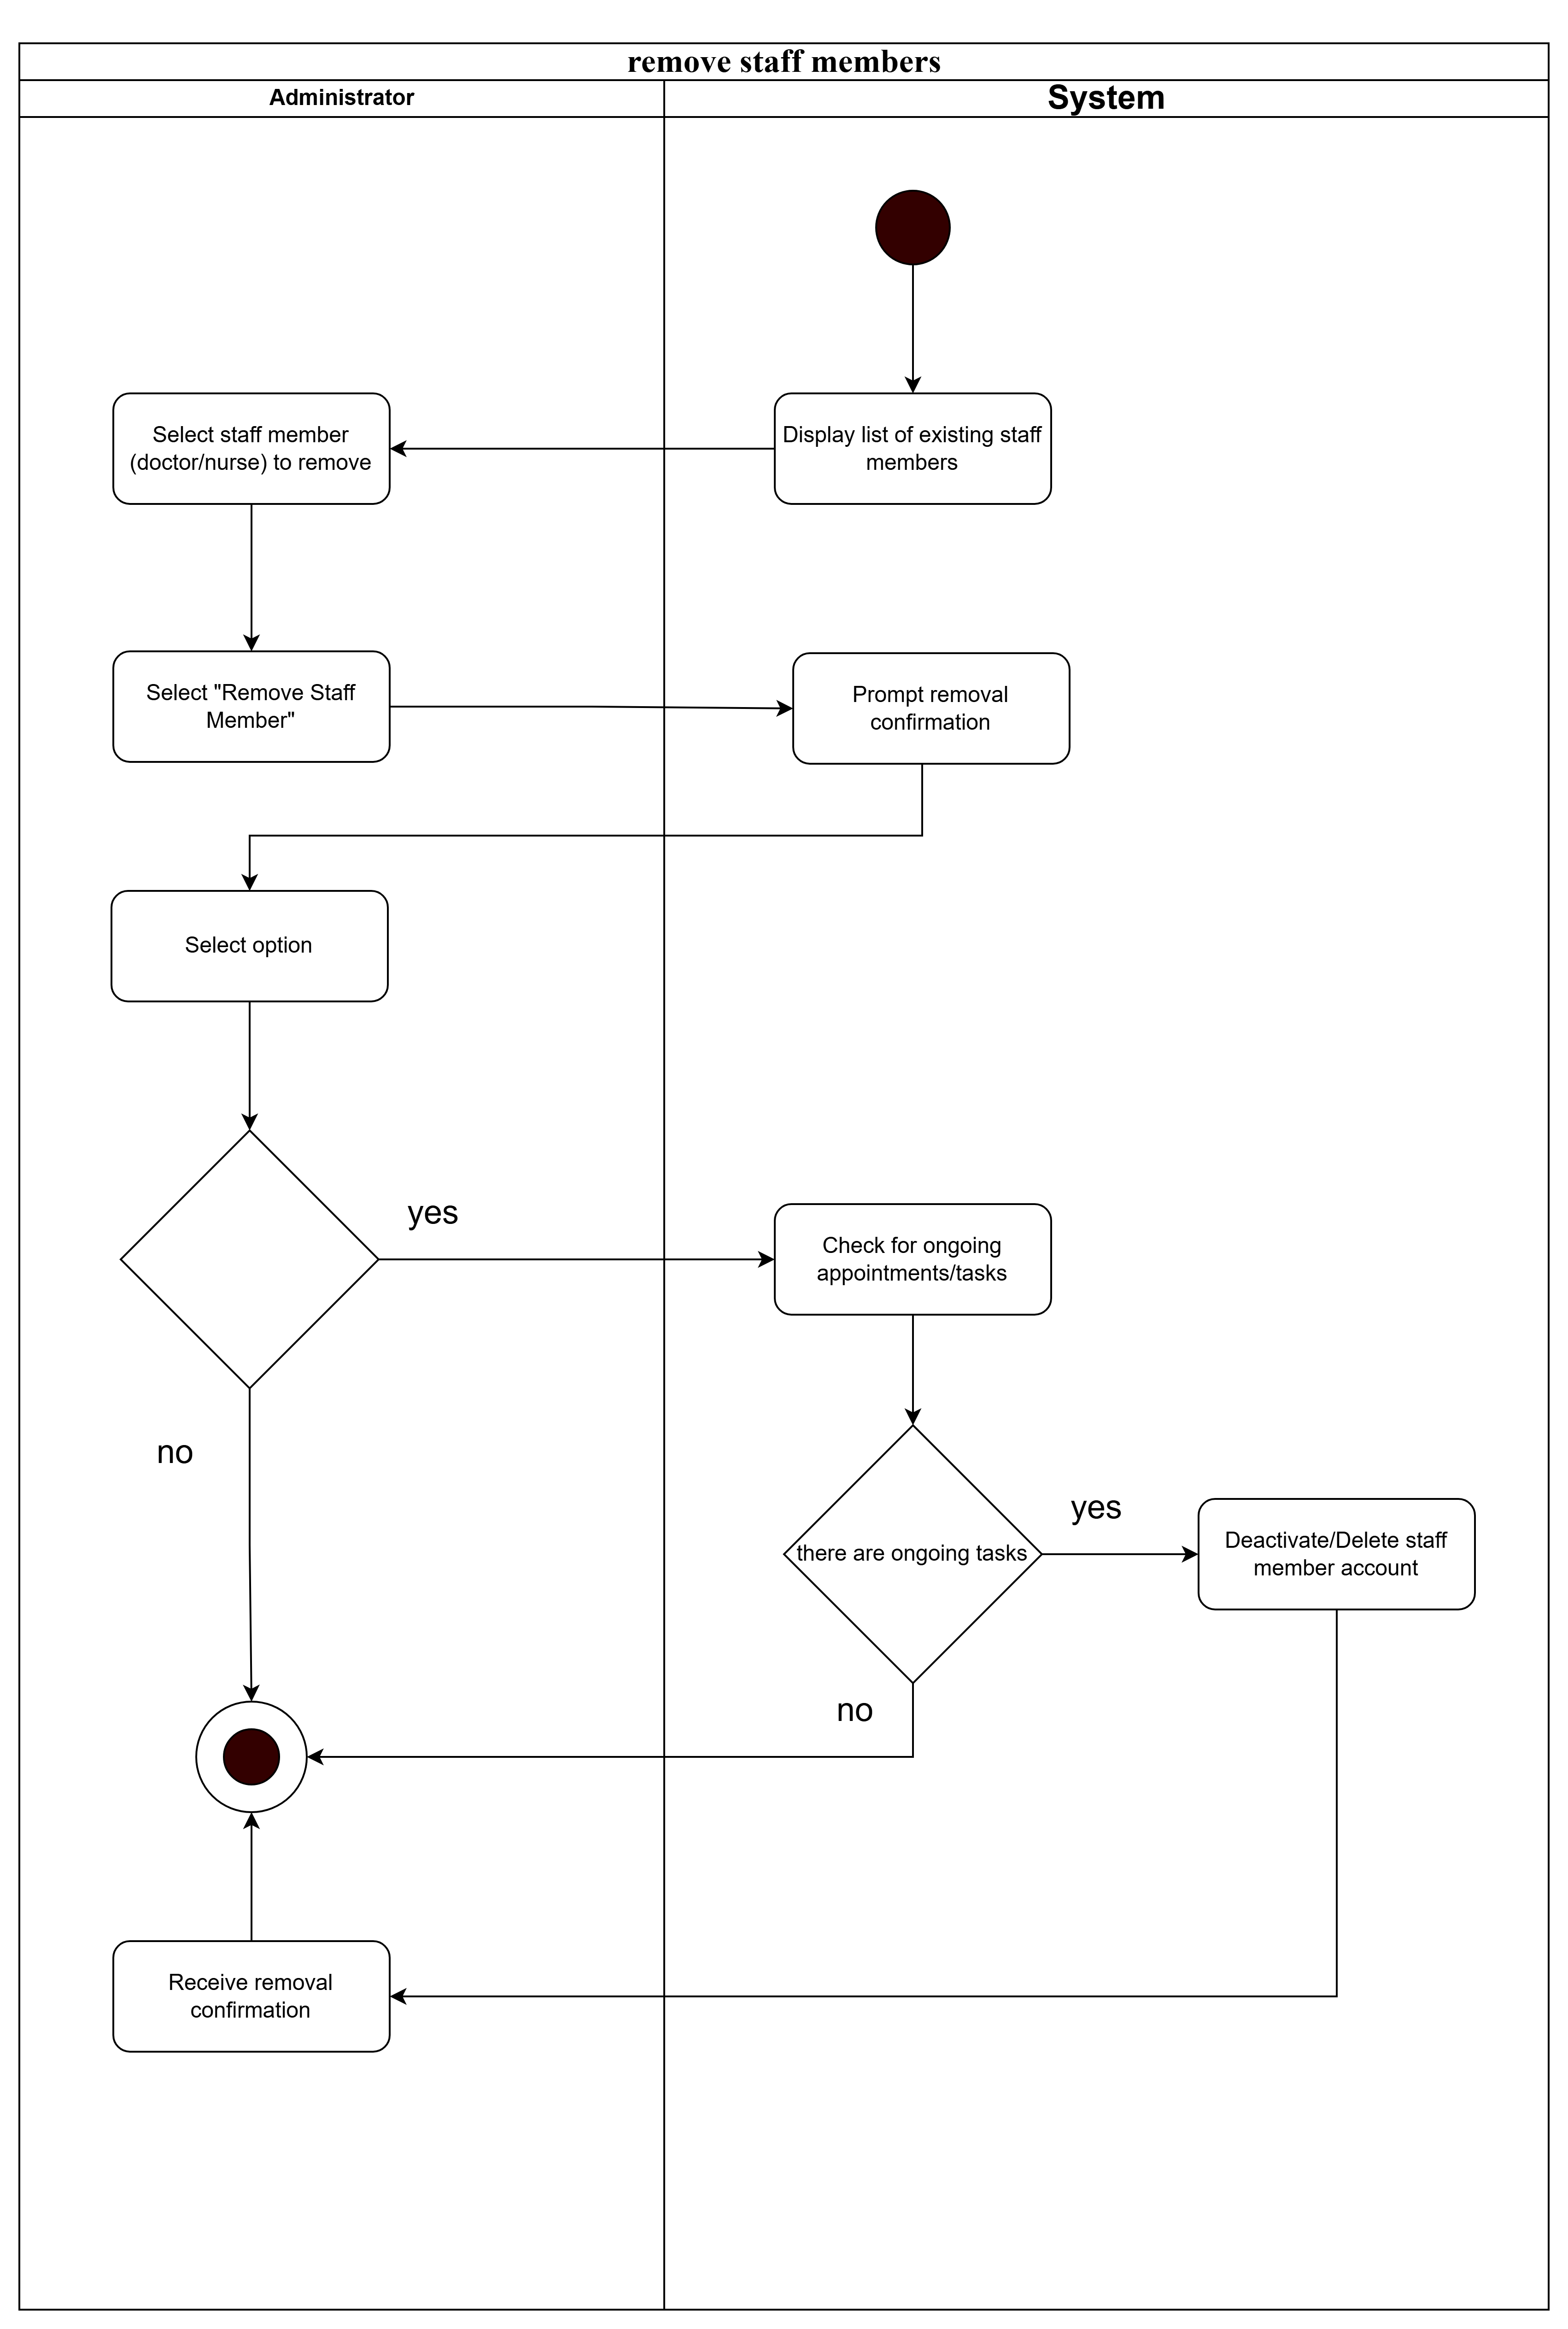 remove staff members
Administrator
System
Select staff member
(doctor/nurse) to remove
Display list of existing staff
members
Select "Remove Staff
Member"
Prompt removal
confirmation
Select option
yes
Check for ongoing
appointments/tasks
no
there are ongoing tasks
yes
Deactivate/Delete staff
member account
no
Receive removal
confirmation